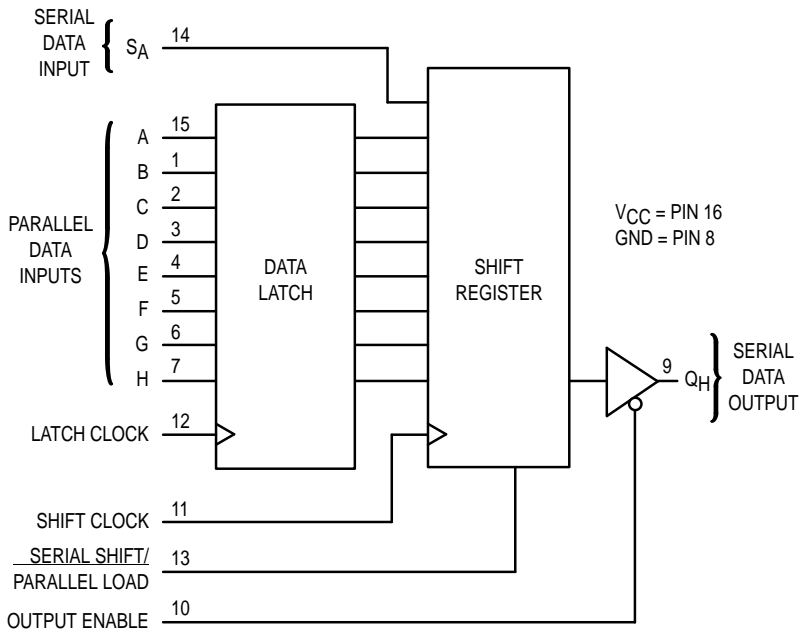 SERIAL
DATA
INPUT
SA
14
PARALLEL
DATA
INPUTS
A 15
B 1
C 2
D 3
E 4
F 5
G 6
H 7
DATA
LATCH
SHIFT
REGISTER
VCC = PIN 16
GND = PIN 8
9
QH
SERIAL
DATA
OUTPUT
LATCH CLOCK 12
SHIFT CLOCK 11
SERIAL SHIFT/
PARALLEL LOAD
13
OUTPUT ENABLE 10